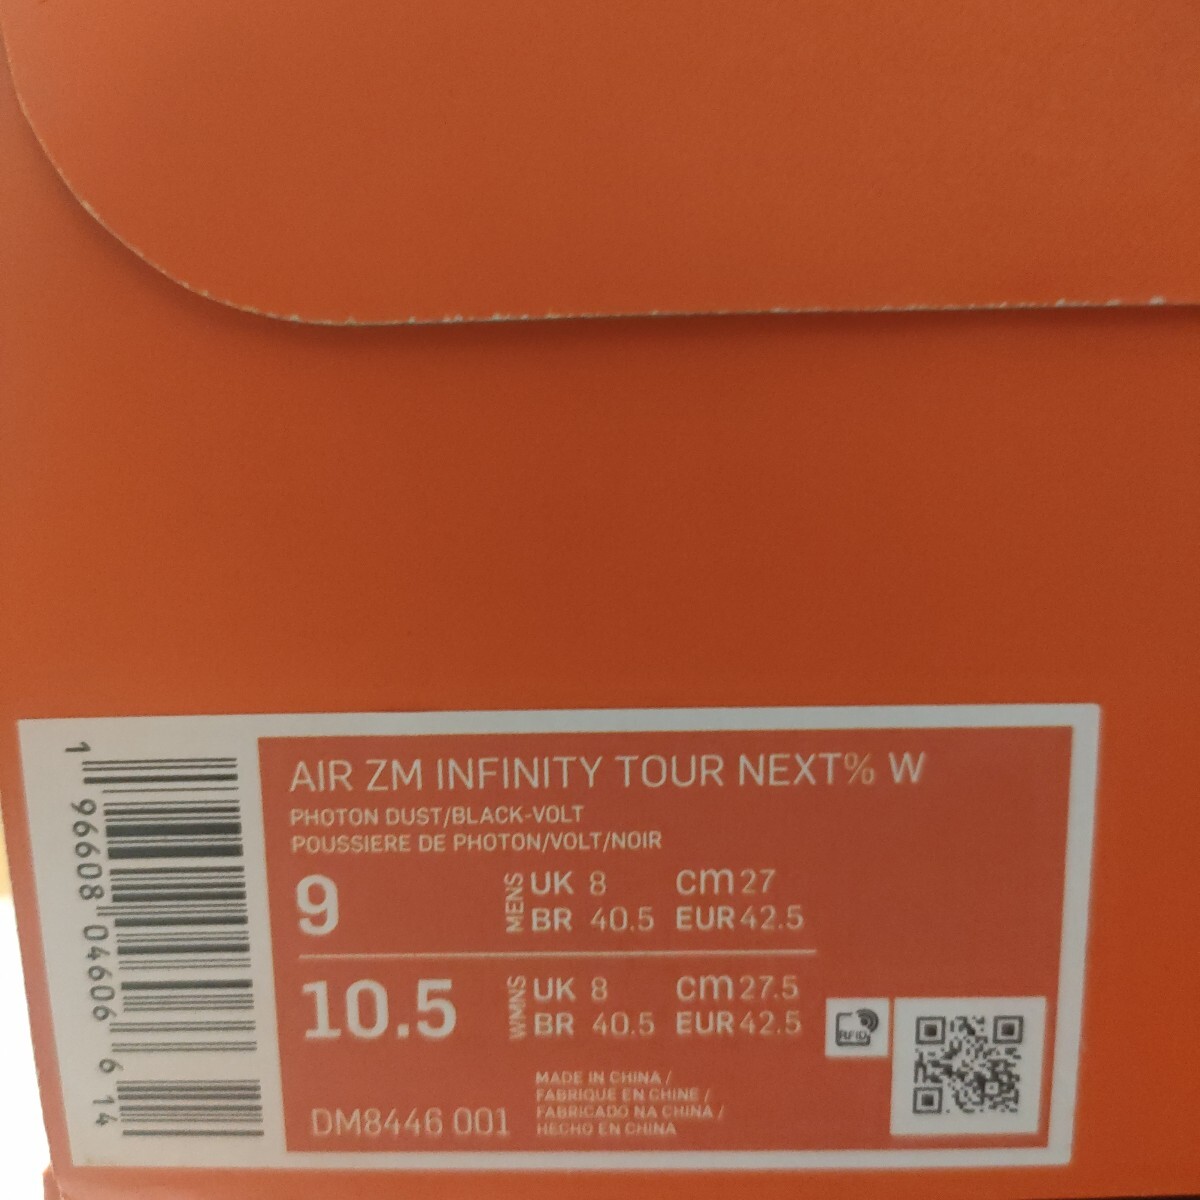 AIR ZM INFINITY TOUR NEXT% W
PHOTON DUST/BLACK-VOLT
POUSSIERE DE PHOTON/VOLT/NOIR
9 MENS UK 8 cm 27
BR 40.5 EUR 42.5
10.5 WMNS UK 8 cm 27.5
BR 40.5 EUR 42.5
RFID
MADE IN CHINA /
FABRIQUE EN CHINE /
FABRICADO NA CHINA /
HECHO EN CHINA
DM8446 001
1 96608 04606 6 14